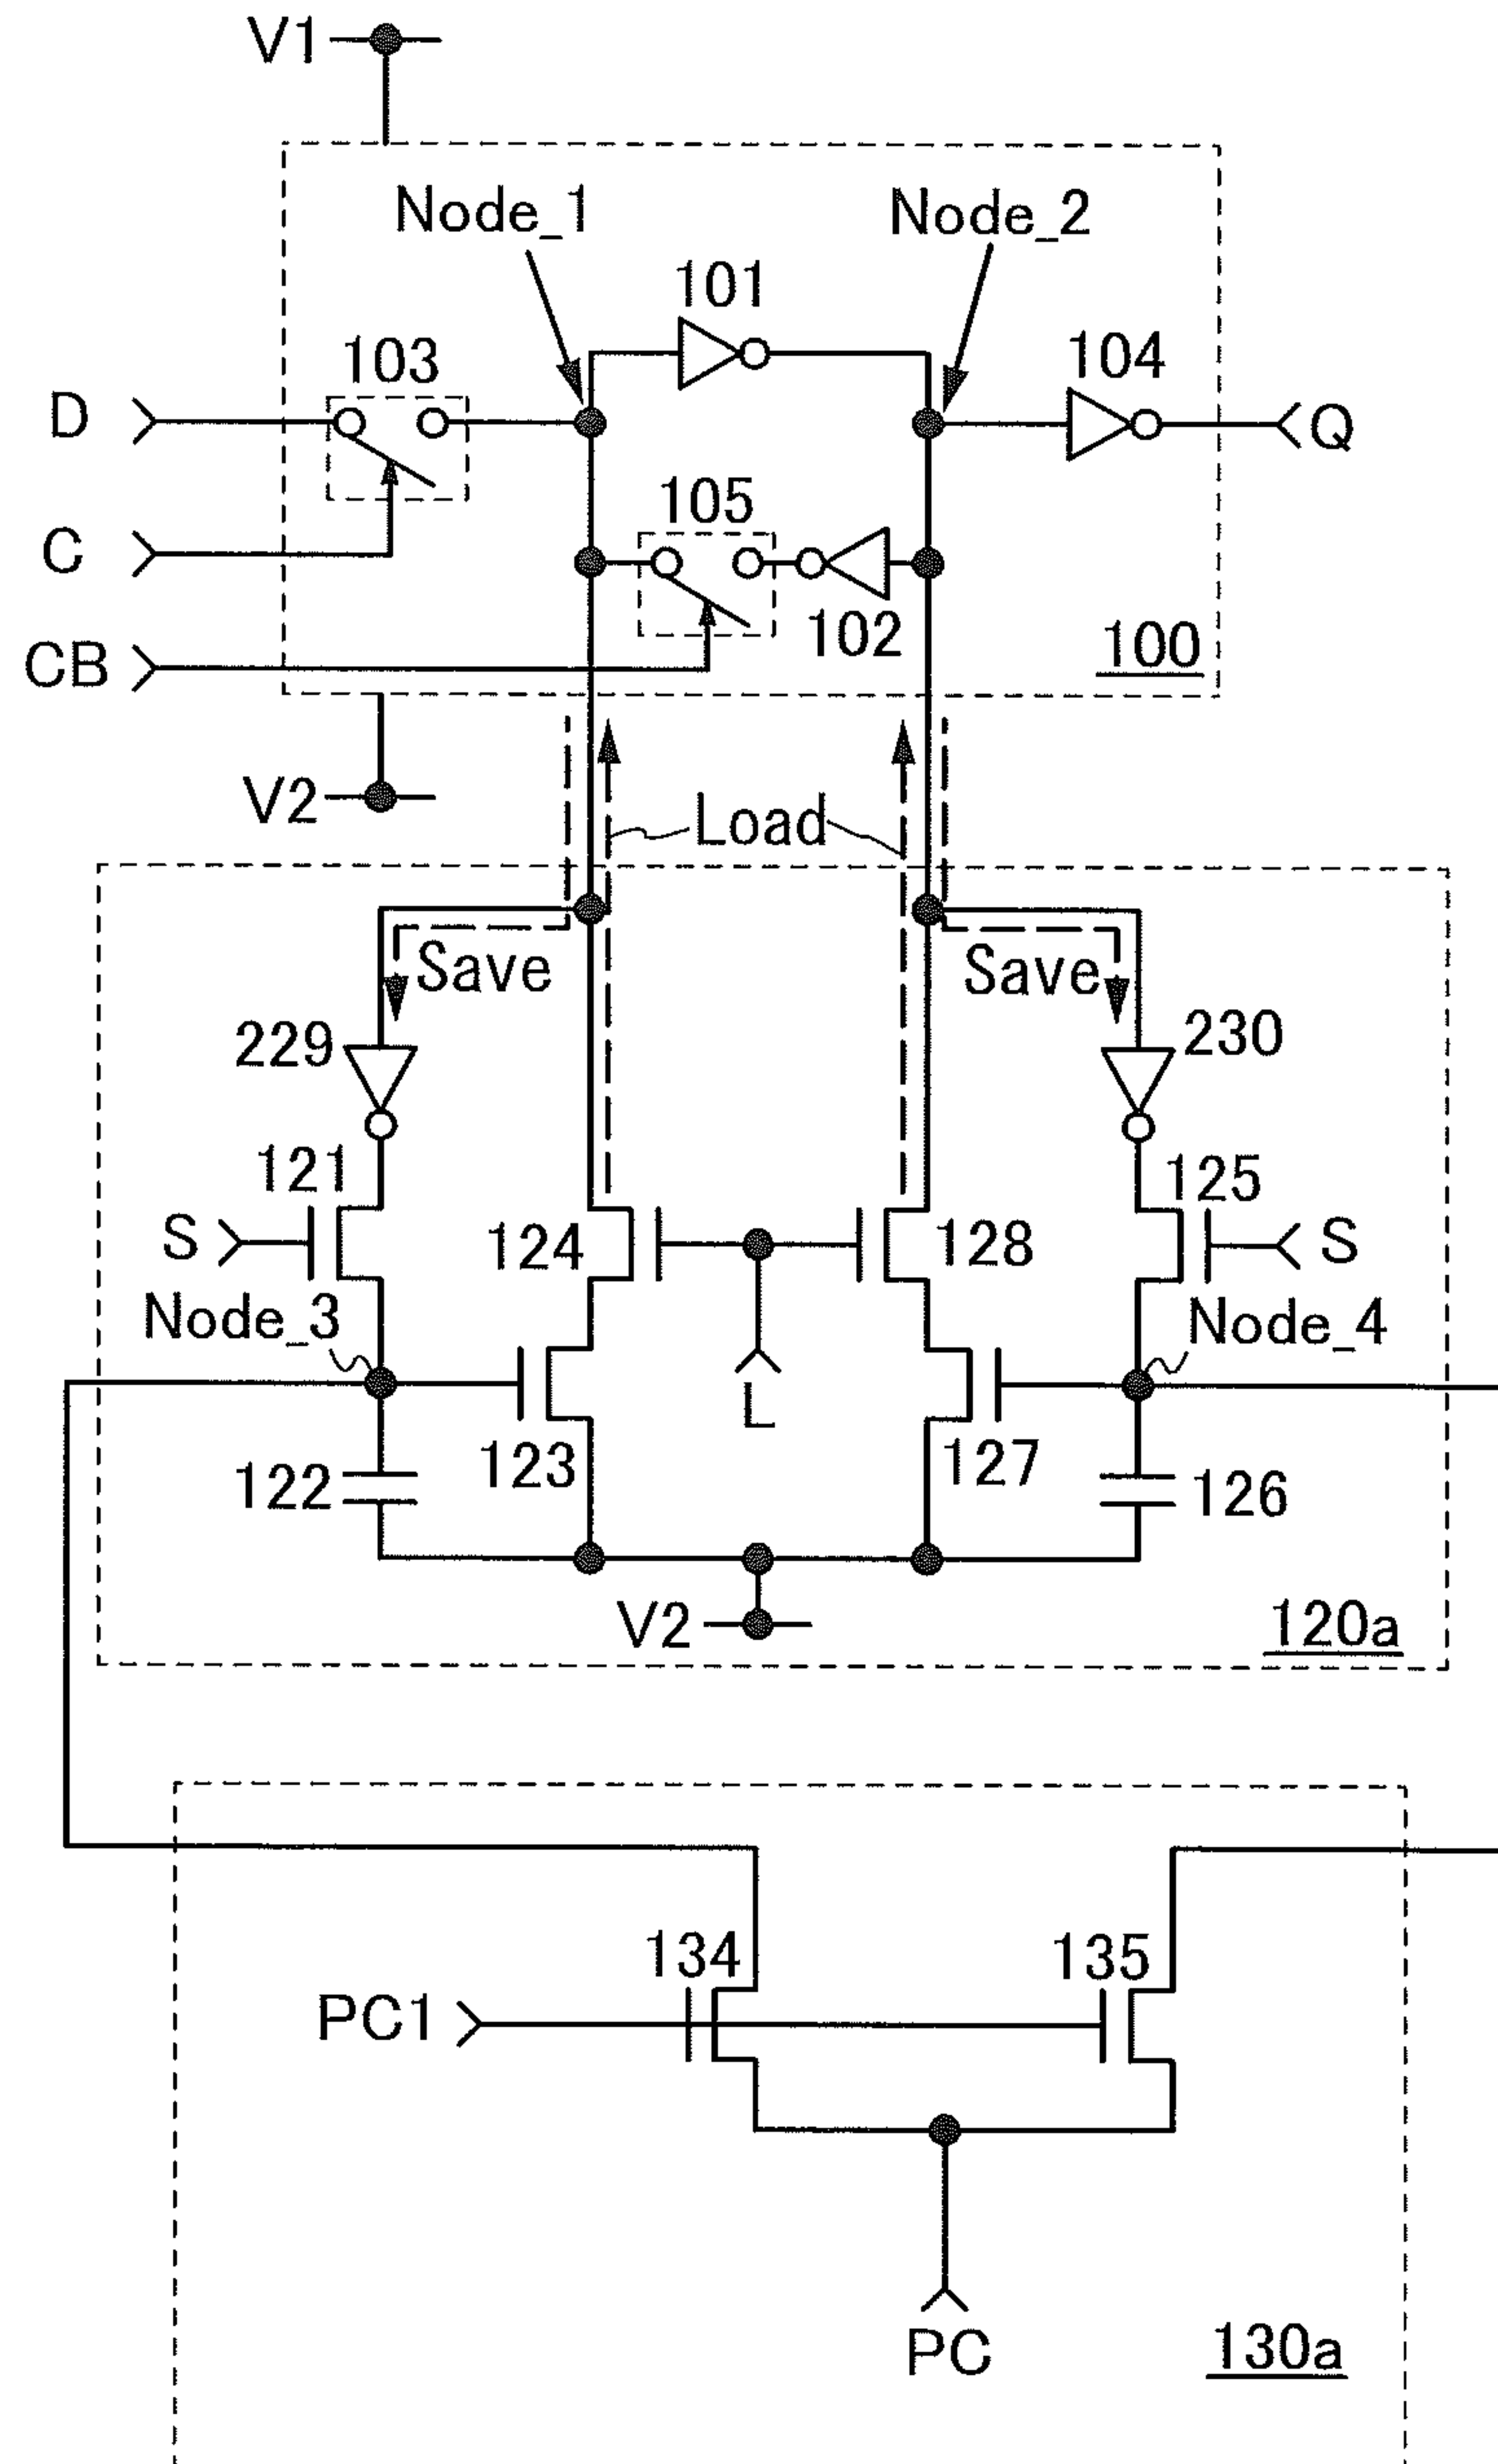 V1
Node_1
Node_2
101
103
104
D
Q
105
C
102
CB
100
V2
Load
Save
Save
229
230
121
125
S
124
128
S
Node_3
Node_4
L
123
127
122
126
V2
120a
134
135
PC1
PC
130a